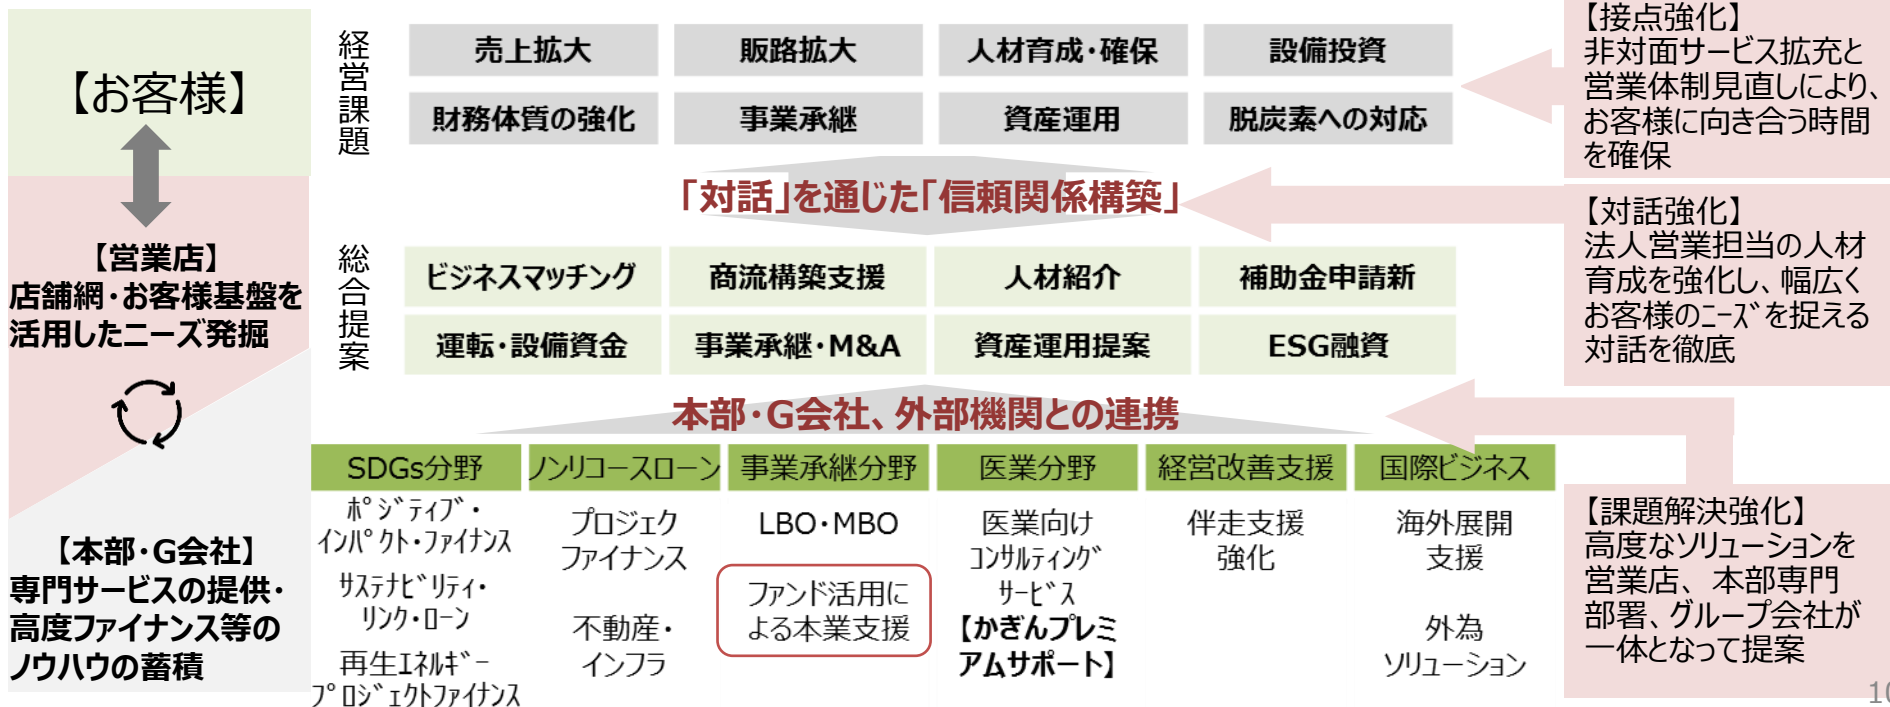 【お客様】
【営業店】
店舗網・お客様基盤を
活用したニーズ発掘
【本部・G会社】
専門サービスの提供・
高度ファイナンス等の
ノウハウの蓄積
経営課題
売上拡大
販路拡大
人材育成・確保
設備投資
財務体質の強化
事業承継
資産運用
脱炭素への対応
「対話」を通じた「信頼関係構築」
総合提案
ビジネスマッチング
商流構築支援
人材紹介
補助金申請新
運転・設備資金
事業承継・M&A
資産運用提案
ESG融資
本部・G会社、外部機関との連携
SDGs分野
ノンリコースローン
事業承継分野
医業分野
経営改善支援
国際ビジネス
ﾎﾟｼﾞﾃｨﾌﾞ・
ｲﾝﾊﾟｸﾄ・ﾌｧｲﾅﾝｽ
ｻｽﾃﾅﾋﾞﾘﾃｨ・
ﾘﾝｸ・ﾛｰﾝ
再生ｴﾈﾙｷﾞｰ
ﾌﾟﾛｼﾞｪｸﾄﾌｧｲﾅﾝｽ
プロジェク
ファイナンス
不動産・
インフラ
LBO・MBO
ファンド活用に
よる本業支援
医業向け
ｺﾝｻﾙﾃｨﾝｸﾞ
ｻｰﾋﾞｽ
【かぎんプレミ
アムサポート】
伴走支援
強化
海外展開
支援
外為
ソリューション
【接点強化】
非対面サービス拡充と
営業体制見直しにより、
お客様に向き合う時間
を確保
【対話強化】
法人営業担当の人材
育成を強化し、幅広く
お客様のﾆｰｽﾞを捉える
対話を徹底
【課題解決強化】
高度なソリューションを
営業店、本部専門
部署、グループ会社が
一体となって提案